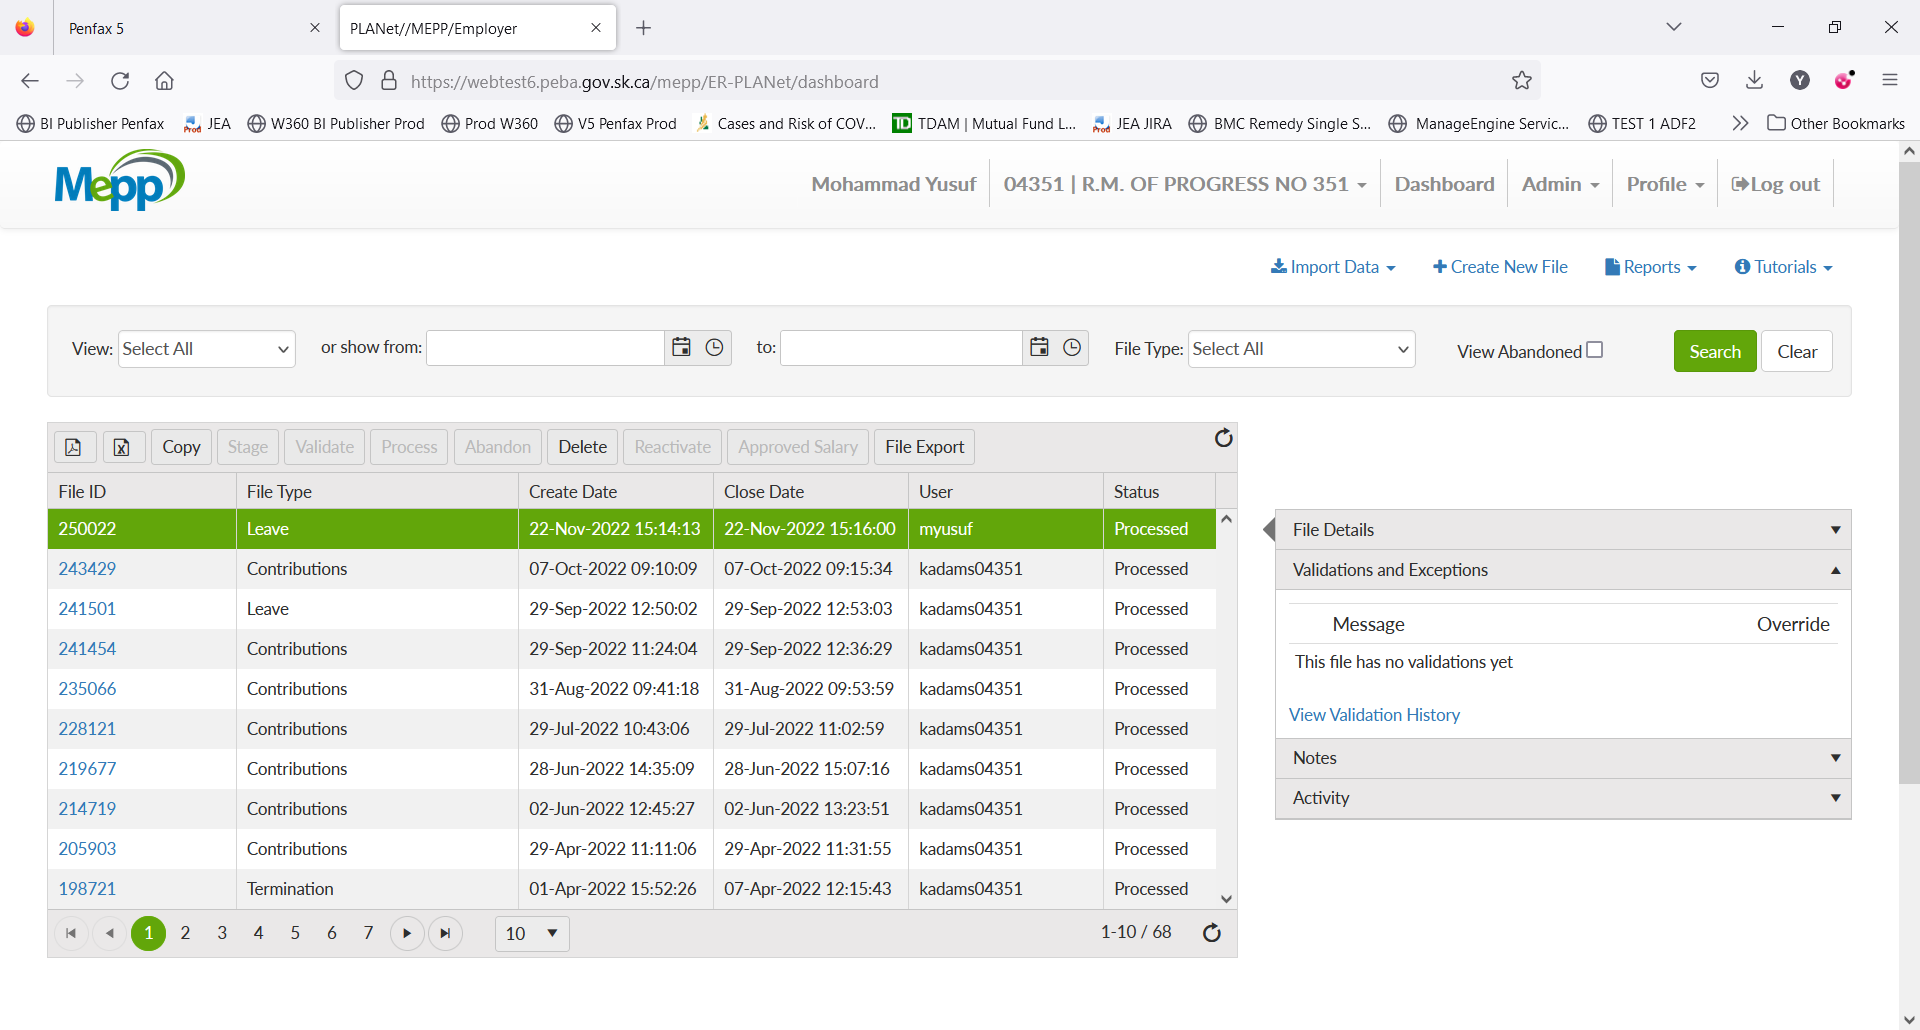 Penfax 5
PLANet//MEPP/Employer
https://webtest6.peba.gov.sk.ca/mepp/ER-PLANet/dashboard
Y
BI Publisher Penfax
JEA
W360 BI Publisher Prod
Prod W360
V5 Penfax Prod
Cases and Risk of COV...
TDAM | Mutual Fund L...
JEA JIRA
BMC Remedy Single S...
ManageEngine Servic...
TEST 1 ADF2
Other Bookmarks
Mepp
Mohammad Yusuf
04351 | R.M. OF PROGRESS NO 351
Dashboard
Admin
Profile
Log out
Import Data
Create New File
Reports
Tutorials
View: Select All or show from: to: File Type: Select All View Abandoned Search Clear
Copy Stage Validate Process Abandon Delete Reactivate Approved Salary File Export
File ID File Type Create Date Close Date User Status
250022 Leave 22-Nov-2022 15:14:13 22-Nov-2022 15:16:00 myusuf Processed
243429 Contributions 07-Oct-2022 09:10:09 07-Oct-2022 09:15:34 kadams04351 Processed
241501 Leave 29-Sep-2022 12:50:02 29-Sep-2022 12:53:03 kadams04351 Processed
241454 Contributions 29-Sep-2022 11:24:04 29-Sep-2022 12:36:29 kadams04351 Processed
235066 Contributions 31-Aug-2022 09:41:18 31-Aug-2022 09:53:59 kadams04351 Processed
228121 Contributions 29-Jul-2022 10:43:06 29-Jul-2022 11:02:59 kadams04351 Processed
219677 Contributions 28-Jun-2022 14:35:09 28-Jun-2022 15:07:16 kadams04351 Processed
214719 Contributions 02-Jun-2022 12:45:27 02-Jun-2022 13:23:51 kadams04351 Processed
205903 Contributions 29-Apr-2022 11:11:06 29-Apr-2022 11:31:55 kadams04351 Processed
198721 Termination 01-Apr-2022 15:52:26 07-Apr-2022 12:15:43 kadams04351 Processed
1 2 3 4 5 6 7 10 1-10 / 68
File Details
Validations and Exceptions
Message Override
This file has no validations yet
View Validation History
Notes
Activity